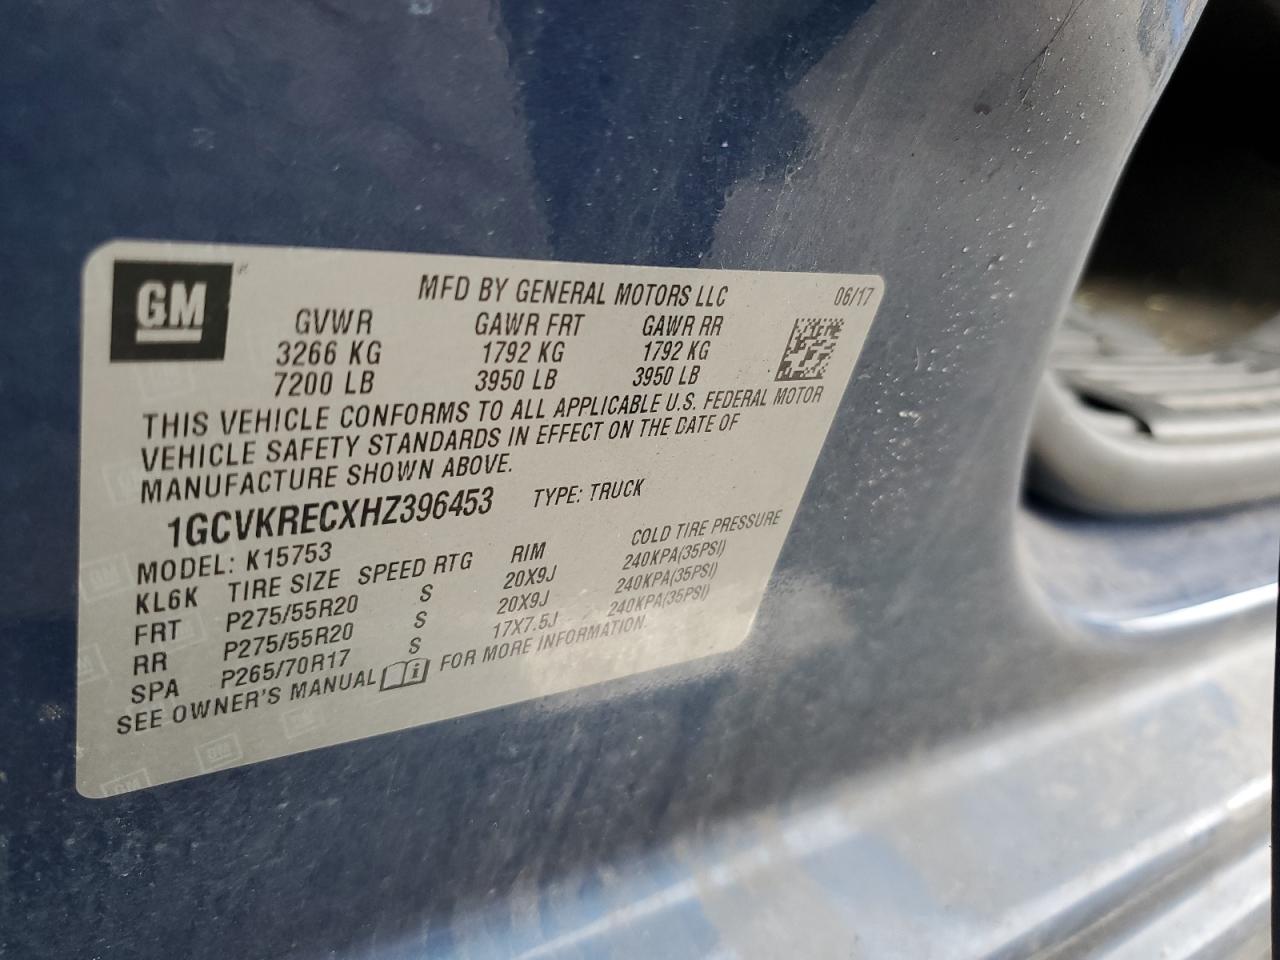 GM
MFD BY GENERAL MOTORS LLC 06/17
GVWR GAWR FRT GAWR RR
3266 KG 1792 KG 1792 KG
7200 LB 3950 LB 3950 LB
THIS VEHICLE CONFORMS TO ALL APPLICABLE U.S. FEDERAL MOTOR
VEHICLE SAFETY STANDARDS IN EFFECT ON THE DATE OF
MANUFACTURE SHOWN ABOVE.
1GCVKRECXHZ396453 TYPE: TRUCK
MODEL: K15753
KL6K TIRE SIZE SPEED RTG RIM COLD TIRE PRESSURE
FRT P275/55R20 S 20X9J 240KPA(35PSI)
RR P275/55R20 S 20X9J 240KPA(35PSI)
SPA P265/70R17 S 17X7.5J 240KPA(35PSI)
SEE OWNER'S MANUAL i FOR MORE INFORMATION.
GM
GM